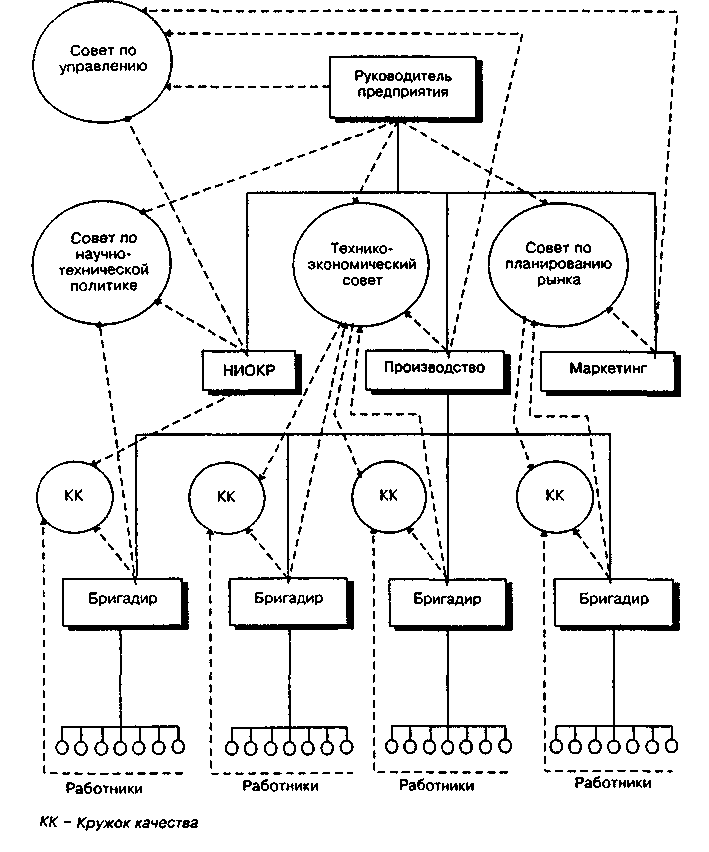 Совет по
управлению
Руководитель
предприятия
Совет по
научно-
технической
политике
Технико-
экономический
совет
Совет по
планированию
рынка
НИОКР
Производство
Маркетинг
КК
КК
КК
КК
Бригадир
Бригадир
Бригадир
Бригадир
Работники
Работники
Работники
Работники
КК – Кружок качества